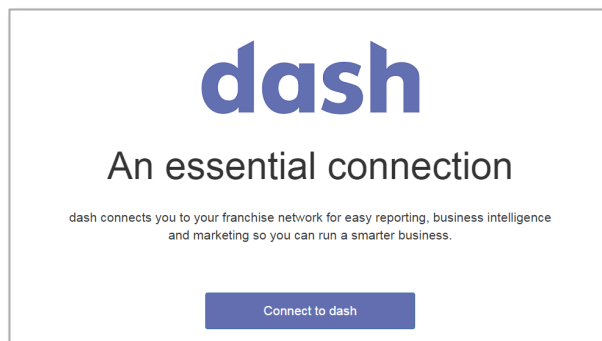 dash
An essential connection
dash connects you to your franchise network for easy reporting, business intelligence
and marketing so you can run a smarter business.
Connect to dash